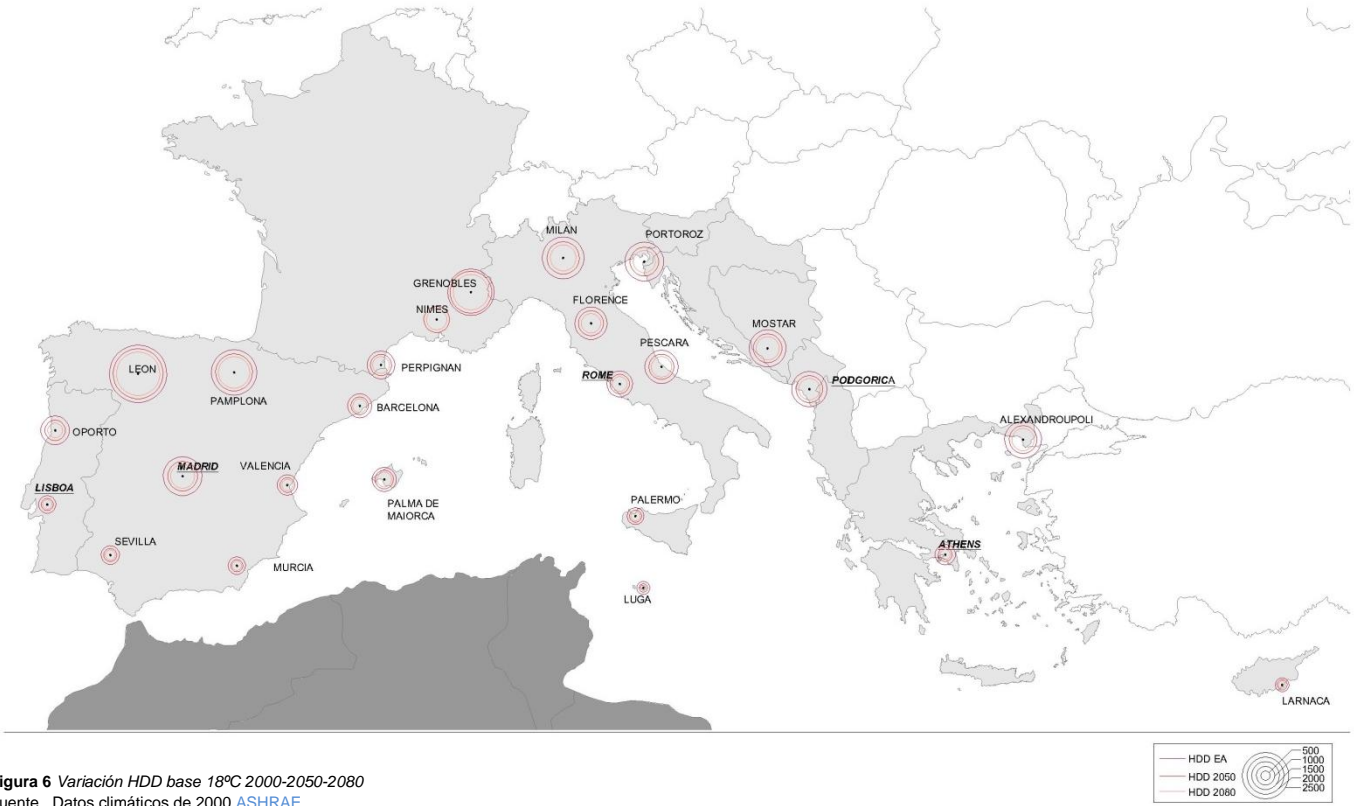 MILAN
PORTOROZ
GRENOBLES
FLORENCE
NIMES
MOSTAR
PESCARA
LEON
PERPIGNAN
ROME
PODGORICA
PAMPLONA
BARCELONA
ALEXANDROUPOLI
OPORTO
MADRID
VALENCIA
LISBOA
PALMA DE
MAIORCA
PALERMO
SEVILLA
ATHENS
MURCIA
LUGA
LARNACA
HDD EA
HDD 2050
HDD 2080
500
1000
1500
2000
2500
igura 6 Variación HDD base 18ºC 2000-2050-2080
uente Datos climáticos de 2000 ASHRAE